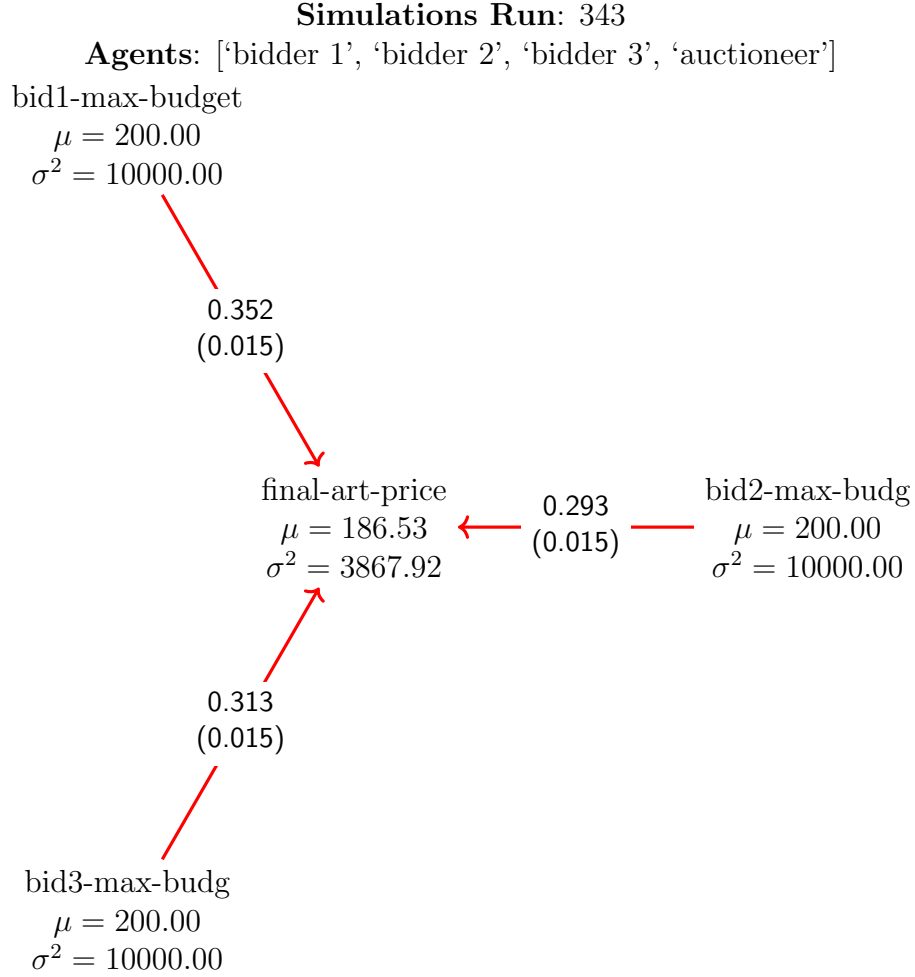 Simulations Run: 343
Agents: [‘bidder 1’, ‘bidder 2’, ‘bidder 3’, ‘auctioneer’]
bid1-max-budget
μ = 200.00
σ² = 10000.00
0.352
(0.015)
final-art-price
μ = 186.53
σ² = 3867.92
0.293
(0.015)
bid2-max-budg
μ = 200.00
σ² = 10000.00
0.313
(0.015)
bid3-max-budg
μ = 200.00
σ² = 10000.00